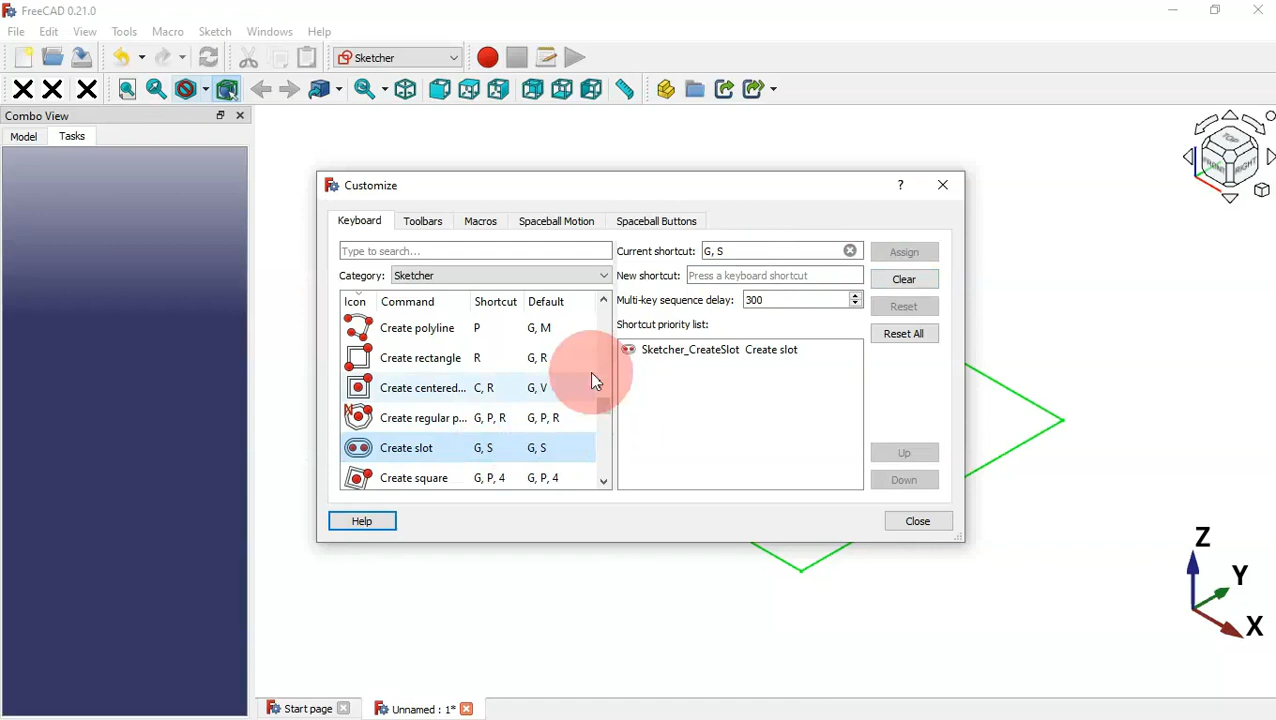 FreeCAD 0.21.0
File Edit View Tools Macro Sketch Windows Help
Sketcher
Combo View
Model Tasks
TOP
FRONT RIGHT
Customize
Keyboard Toolbars Macros Spaceball Motion Spaceball Buttons
Type to search...
Current shortcut: G, S Assign
Category: Sketcher
New shortcut: Press a keyboard shortcut Clear
Icon Command Shortcut Default
Multi-key sequence delay: 300 Reset
Shortcut priority list:
Create polyline P G, M
Reset All
Create rectangle R G, R
Sketcher_CreateSlot Create slot
Create centered... C, R G, V
Create regular p... G, P, R G, P, R
Create slot G, S G, S
Up
Create square G, P, 4 G, P, 4
Down
Help Close
Z
Y
X
Start page Unnamed : 1*